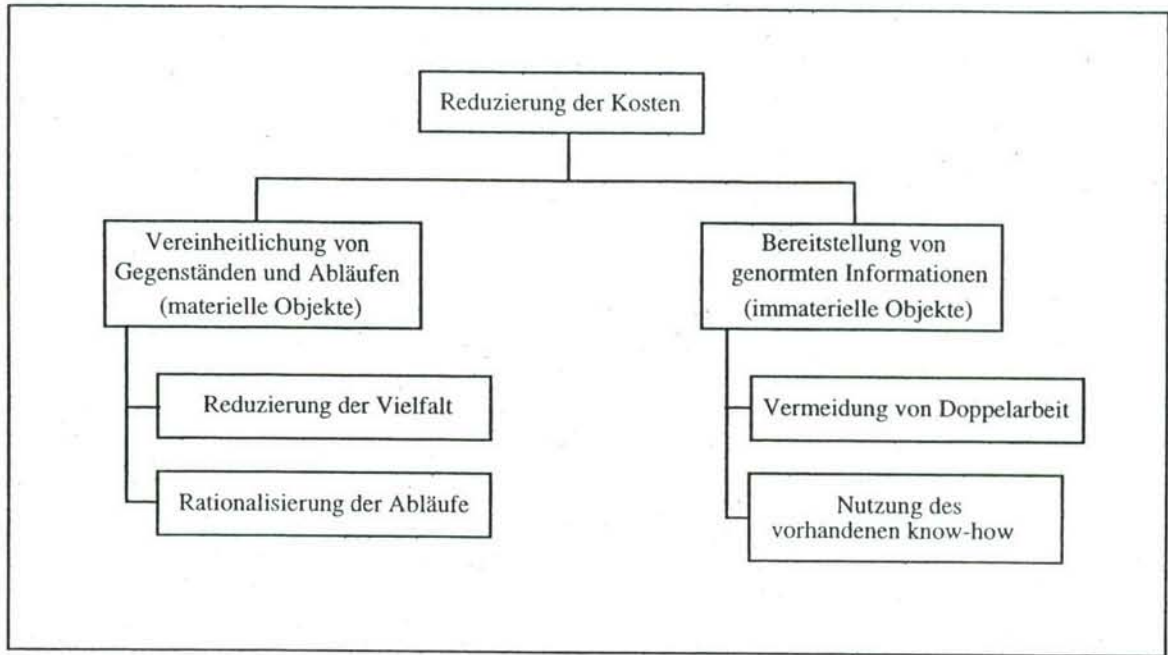 Reduzierung der Kosten
Vereinheitlichung von
Gegenständen und Abläufen
(materielle Objekte)
Reduzierung der Vielfalt
Rationalisierung der Abläufe
Bereitstellung von
genormten Informationen
(immaterielle Objekte)
Vermeidung von Doppelarbeit
Nutzung des
vorhandenen know-how